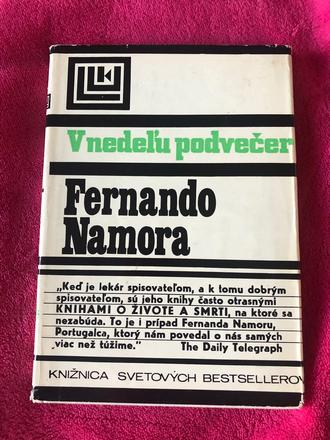 V nedeľu podvečer
Fernando
Namora
„Keď je lekár spisovateľom, a k tomu dobrým
spisovateľom, sú jeho knihy často otrasnými
KNIHAMI O ŽIVOTE A SMRTI, na ktoré sa
nezabúda. To je i prípad Fernanda Namoru,
Portugalca, ktorý nám povedal o nás samých
viac než túžime." The Daily Telegraph
KNIŽNICA SVETOVÝCH BESTSELLEROV